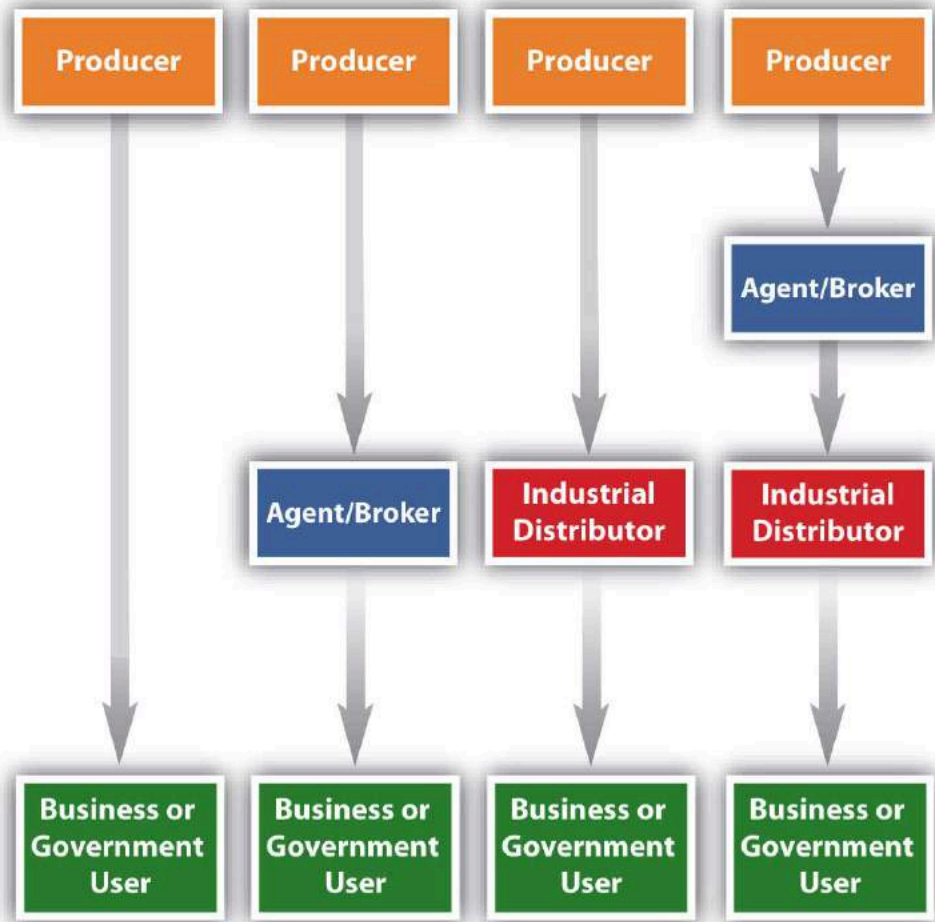 Producer
Producer
Producer
Producer
Agent/Broker
Agent/Broker
Industrial
Distributor
Industrial
Distributor
Business or
Government
User
Business or
Government
User
Business or
Government
User
Business or
Government
User